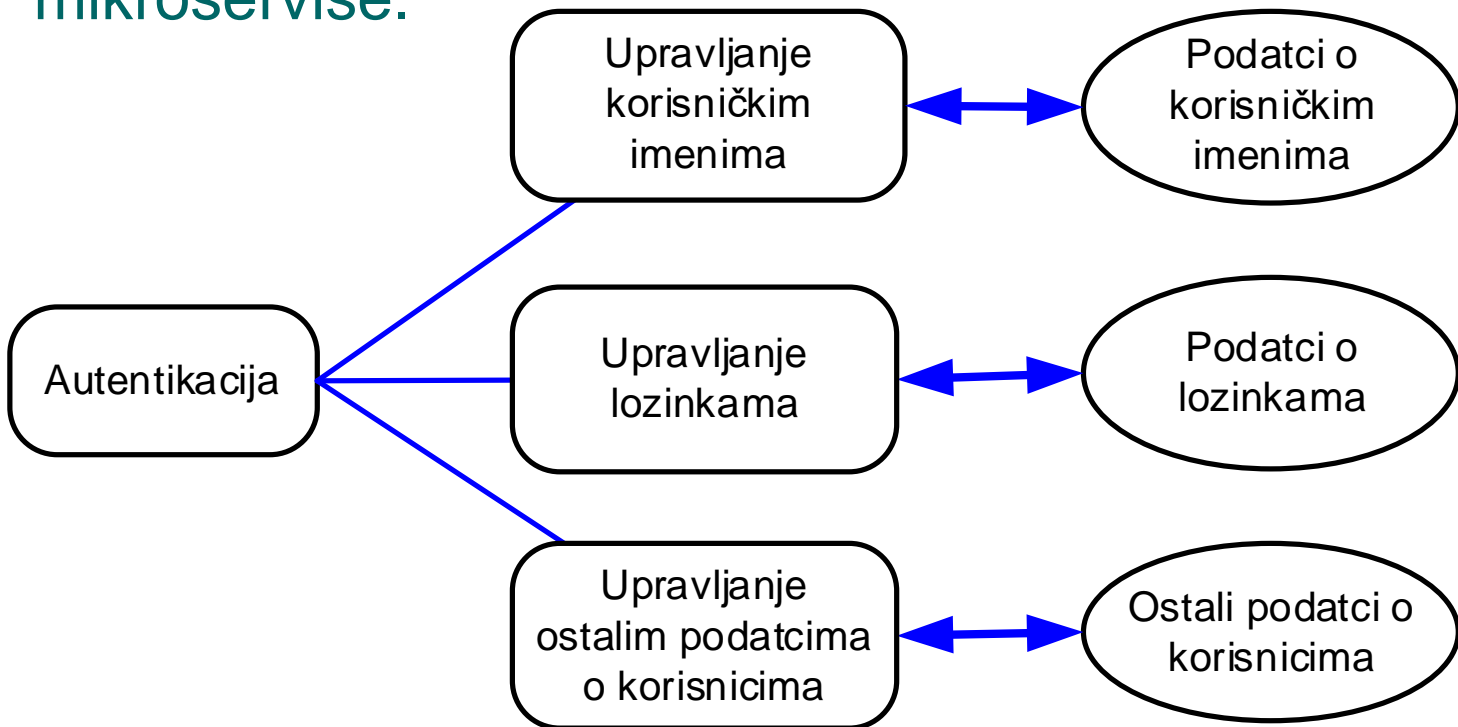 mikroservise:
Upravljanje
korisničkim
imenima
Podatci o
korisničkim
imenima
Autentikacija
Upravljanje
lozinkama
Podatci o
lozinkama
Upravljanje
ostalim podatcima
o korisnicima
Ostali podatci o
korisnicima